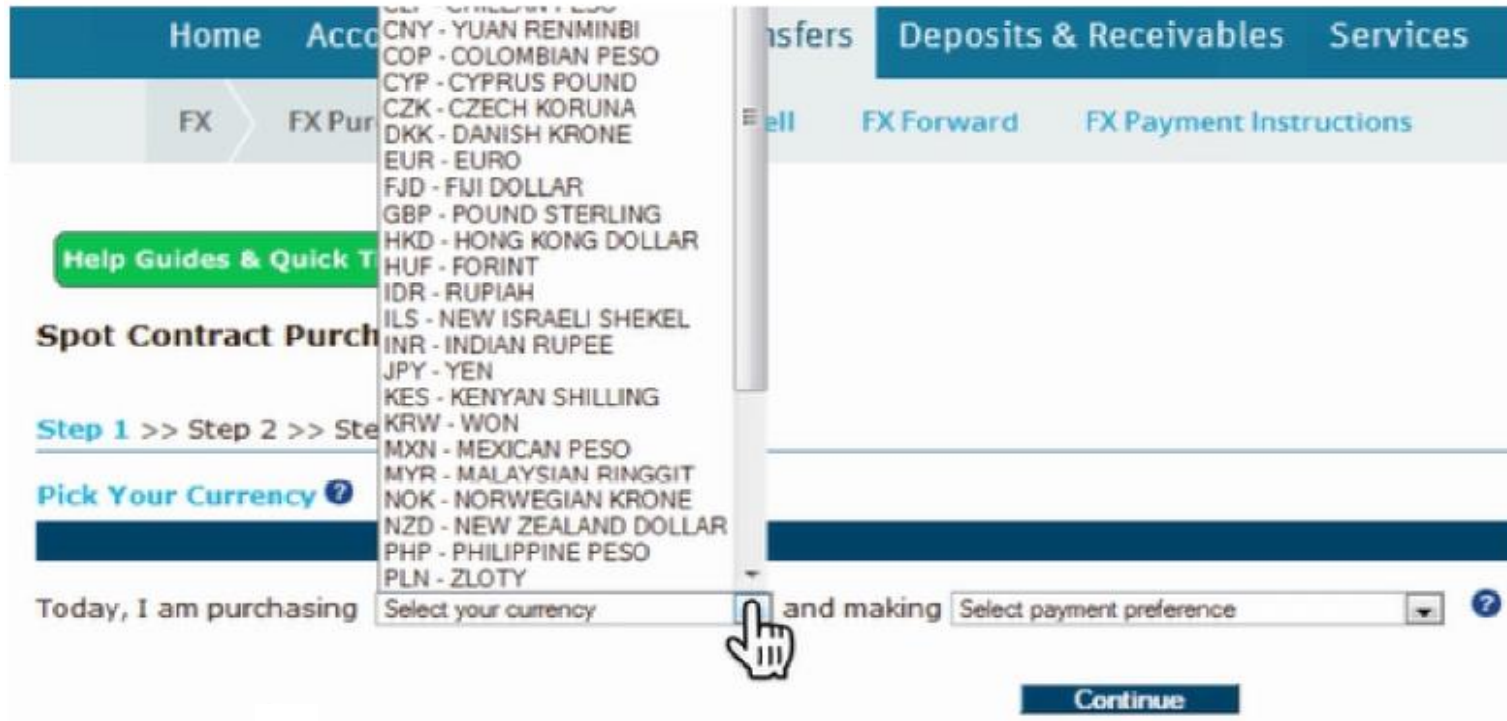 Home Acco nsfers Deposits & Receivables Services
FX FX Pur ell FX Forward FX Payment Instructions
Help Guides & Quick T
Spot Contract Purch
Step 1 >> Step 2 >> Ste
Pick Your Currency
CLP - CHILEAN PESO
CNY - YUAN RENMINBI
COP - COLOMBIAN PESO
CYP - CYPRUS POUND
CZK - CZECH KORUNA
DKK - DANISH KRONE
EUR - EURO
FJD - FIJI DOLLAR
GBP - POUND STERLING
HKD - HONG KONG DOLLAR
HUF - FORINT
IDR - RUPIAH
ILS - NEW ISRAELI SHEKEL
INR - INDIAN RUPEE
JPY - YEN
KES - KENYAN SHILLING
KRW - WON
MXN - MEXICAN PESO
MYR - MALAYSIAN RINGGIT
NOK - NORWEGIAN KRONE
NZD - NEW ZEALAND DOLLAR
PHP - PHILIPPINE PESO
PLN - ZLOTY
Today, I am purchasing Select your currency and making Select payment preference ?
Continue